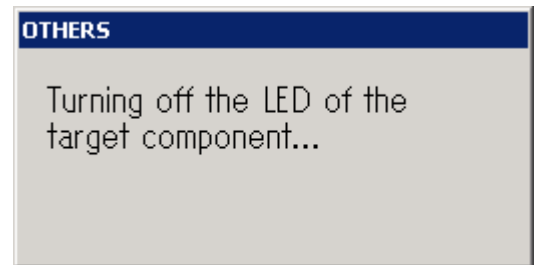 OTHERS
Turning off the LED of the
target component...